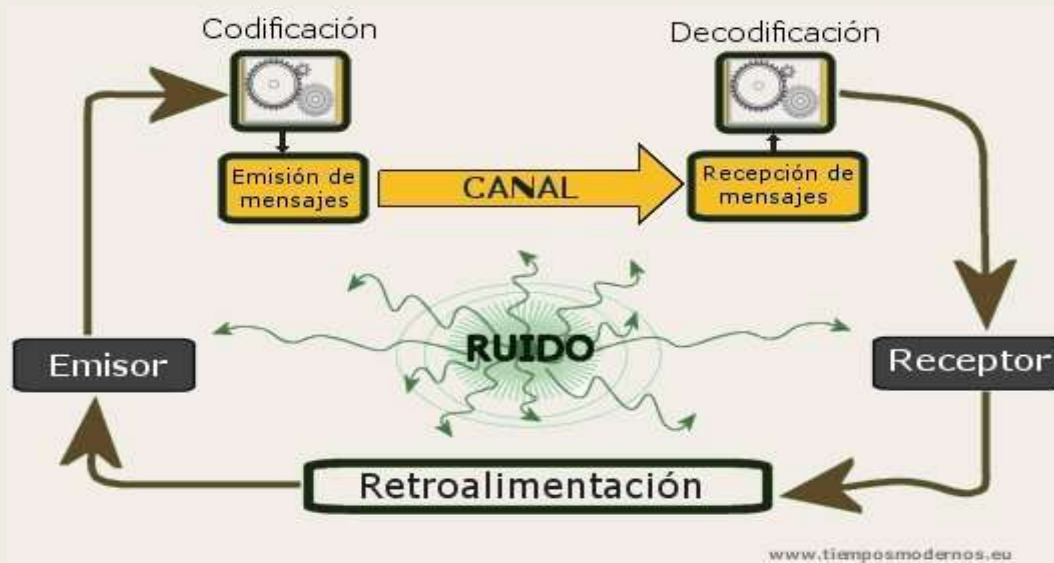 Codificación
Decodificación
Emisión de
mensajes
CANAL
Recepción de
mensajes
RUIDO
Emisor
Receptor
Retroalimentación
www.tiemposmodernos.eu